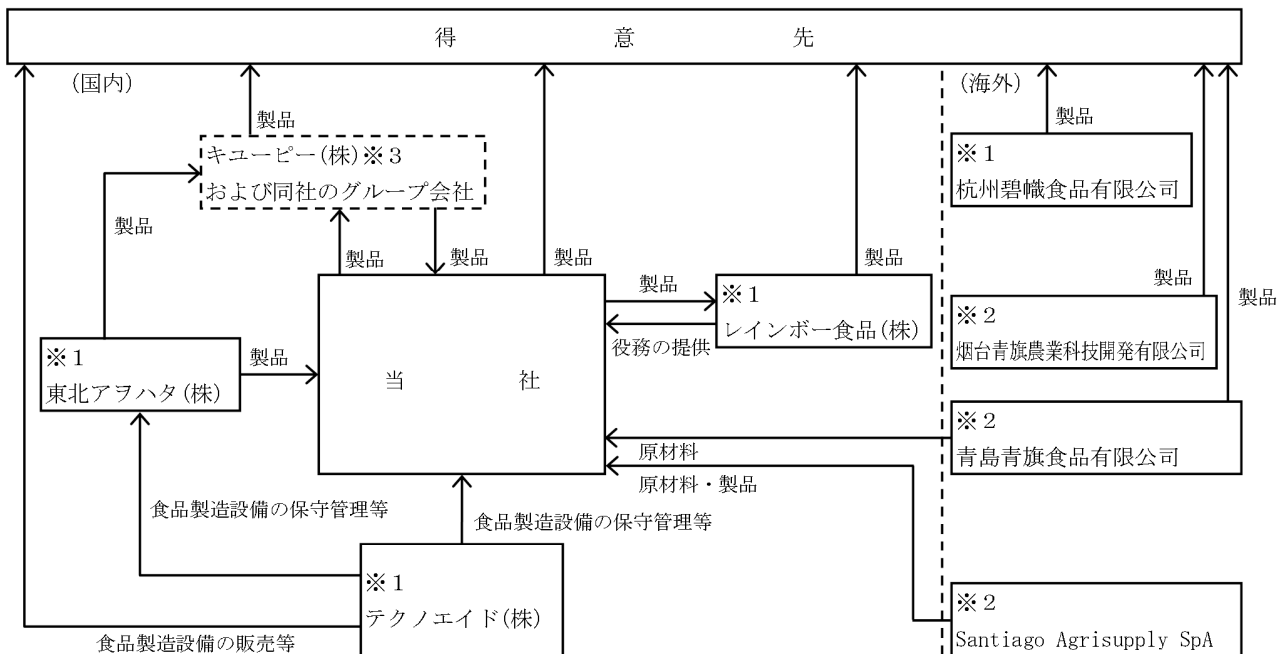 得意先
(国内)
(海外)
製品
製品
キユーピー(株)※3
および同社のグループ会社
※1
杭州碧幟食品有限公司
製品
製品
製品
製品
製品
製品
製品
製品
※1
レインボー食品(株)
役務の提供
※2
烟台青旗農業科技開発有限公司
※1
東北アヲハタ(株)
製品
当社
※2
青島青旗食品有限公司
原材料
原材料・製品
食品製造設備の保守管理等
食品製造設備の保守管理等
※1
テクノエイド(株)
食品製造設備の販売等
※2
Santiago Agrisupply SpA